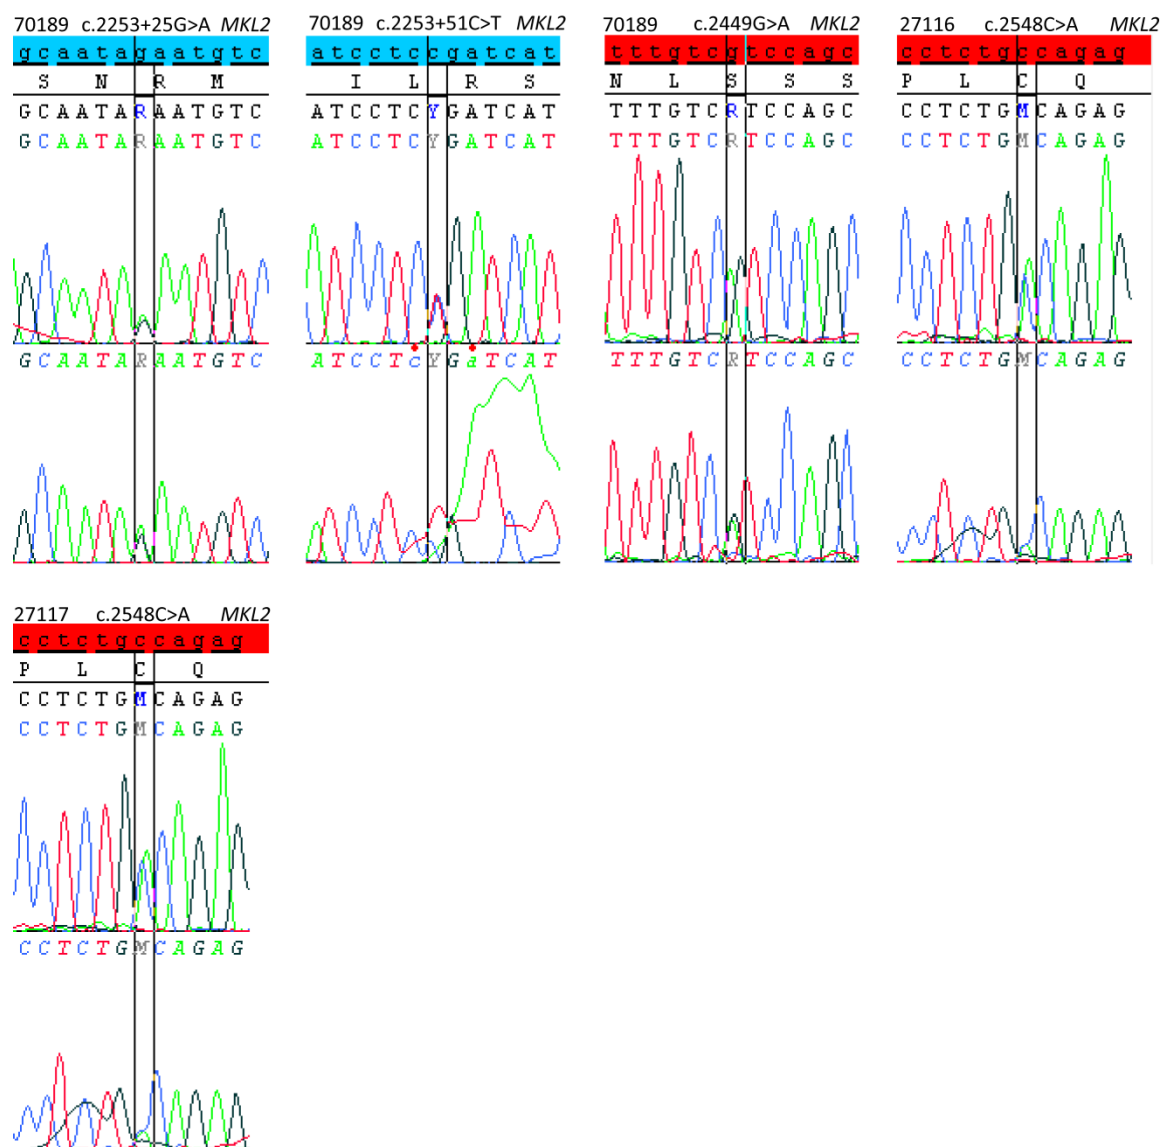 70189 c.2253+25G>A MKL2
gcaatagaatgtc
S N R M
GCAATARAATGTC
GCAATARAATGTC
GCAATARAATGTC
70189 c.2253+51C>T MKL2
atcctccgatcat
I L R S
ATCCTCYGATCAT
ATCCTCYGATCAT
ATCCTcYGaTCAT
70189 c.2449G>A MKL2
tttgtcgtccagc
N L S S S
TTTGTCRTCCAGC
TTTGTCRTCCAGC
TTTGTCRTCCAGC
27116 c.2548C>A MKL2
cctctgccagag
P L C Q
CCTCTGMCAGAG
CCTCTGMCAGAG
CCTCTGMCAGAG
27117 c.2548C>A MKL2
cctctgccagag
P L C Q
CCTCTGMCAGAG
CCTCTGMCAGAG
CCTCTGMCAGAG